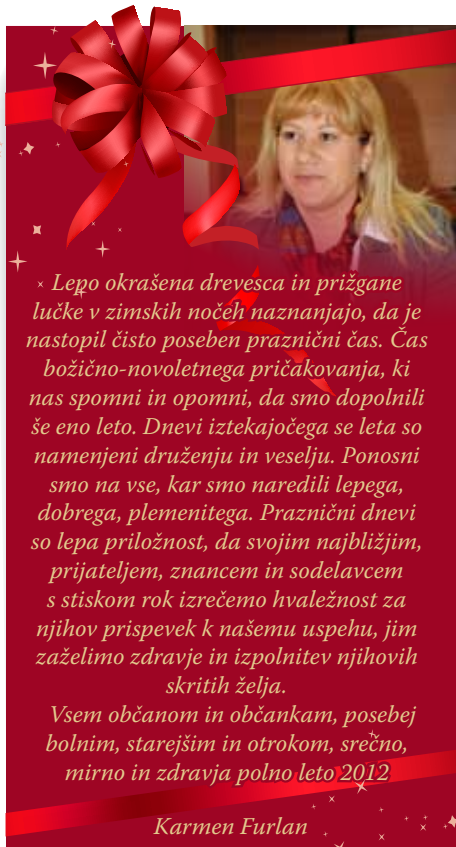 Lepo okrašena drevesca in prižgane
lučke v zimskih nočeh naznanjajo, da je
nastopil čisto poseben praznični čas. Čas
božično-novoletnega pričakovanja, ki
nas spomni in opomni, da smo dopolnili
še eno leto. Dnevi iztekajočega se leta so
namenjeni druženju in veselju. Ponosni
smo na vse, kar smo naredili lepega,
dobrega, plemenitega. Praznični dnevi
so lepa priložnost, da svojim najbližjim,
prijateljem, znancem in sodelavcem
s stiskom rok izrečemo hvaležnost za
njihov prispevek k našemu uspehu, jim
zaželimo zdravje in izpolnitev njihovih
skritih želja.
Vsem občanom in občankam, posebej
bolnim, starejšim in otrokom, srečno,
mirno in zdravja polno leto 2012
Karmen Furlan